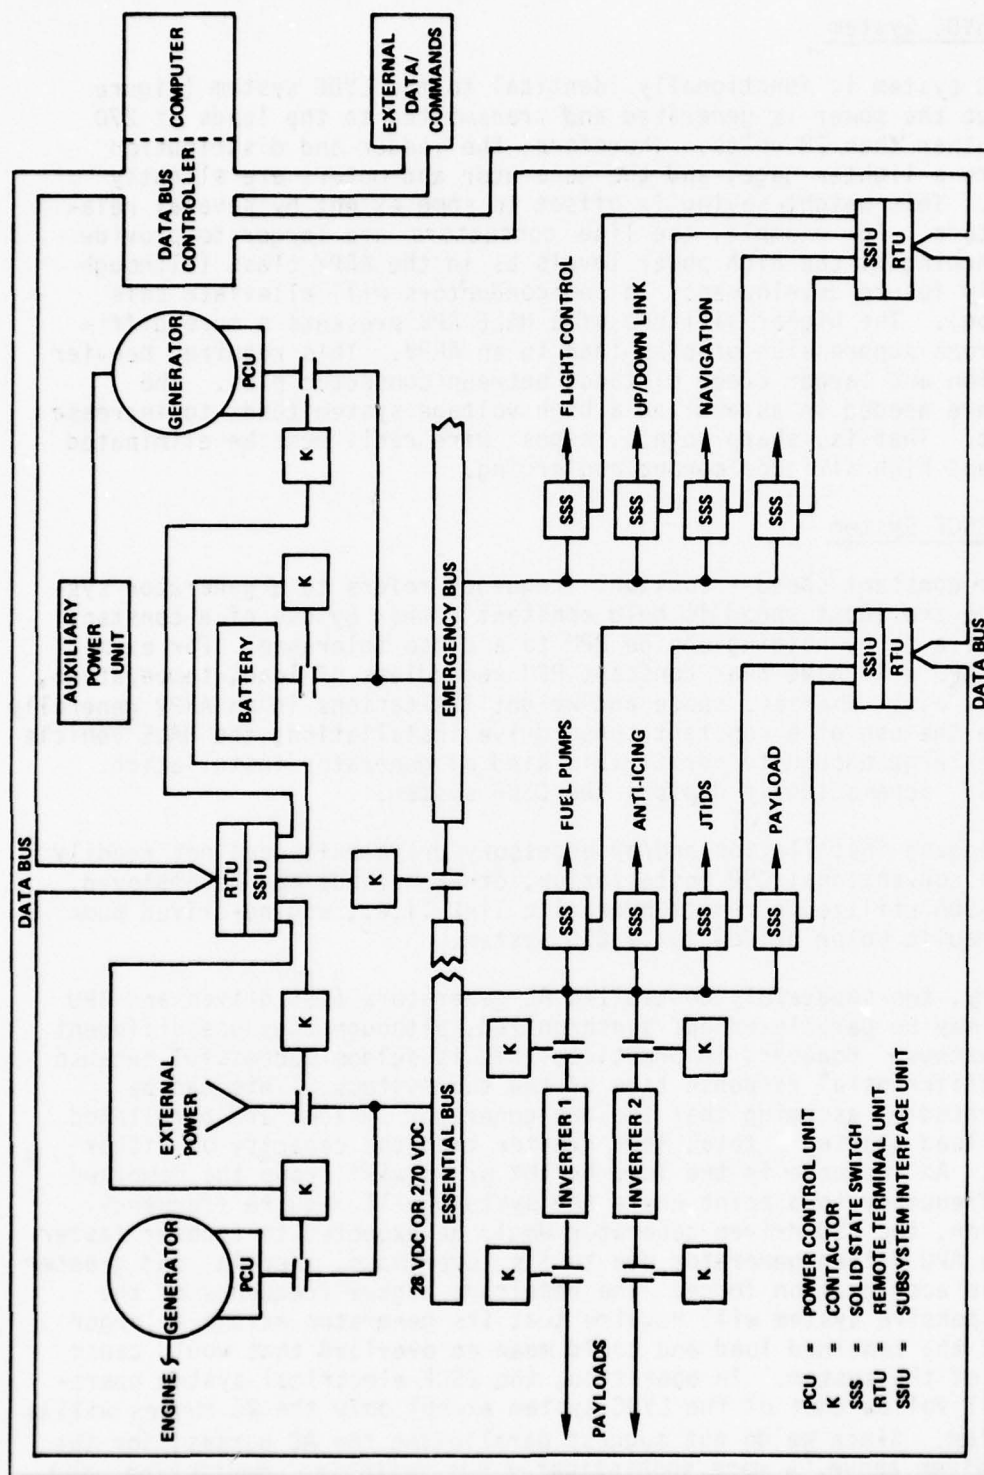 DATA BUS
ENGINE
GENERATOR
PCU
EXTERNAL
POWER
K
K
RTU
SSIU
AUXILIARY
POWER
UNIT
BATTERY
K
K
GENERATOR
PCU
DATA BUS
CONTROLLER
COMPUTER
EXTERNAL
DATA/
COMMANDS
K
28 VDC OR 270 VDC
ESSENTIAL BUS
EMERGENCY BUS
PAYLOADS
K
INVERTER 1
K
K
INVERTER 2
K
SSS
FUEL PUMPS
SSS
ANTI-ICING
SSS
JTIDS
SSS
PAYLOAD
SSS
FLIGHT CONTROL
SSS
UP/DOWN LINK
SSS
NAVIGATION
SSS
SSIU
RTU
SSIU
RTU
DATA BUS
PCU = POWER CONTROL UNIT
K = CONTACTOR
SSS = SOLID STATE SWITCH
RTU = REMOTE TERMINAL UNIT
SSIU = SUBSYSTEM INTERFACE UNIT